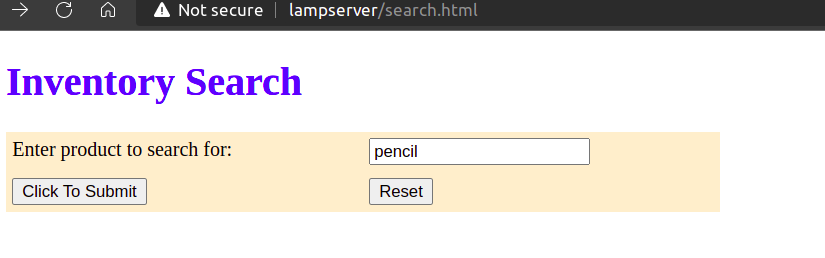 Not secure | lampserver/search.html
Inventory Search
Enter product to search for: pencil
Click To Submit Reset